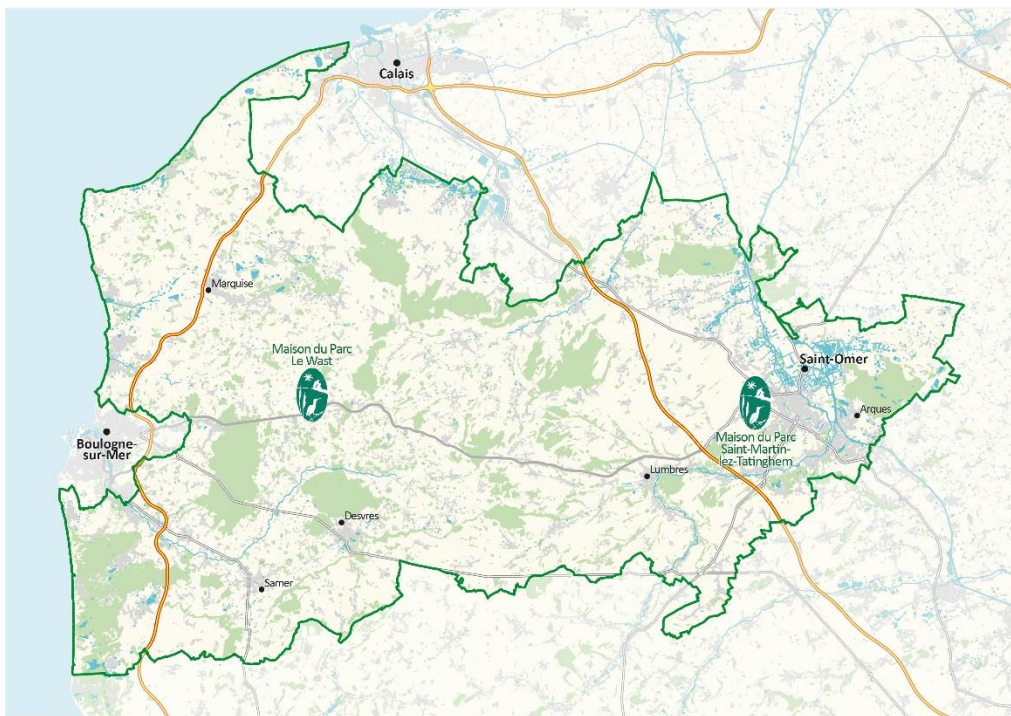 Calais
Marquise
Maison du Parc
Le Wast
Saint-Omer
Arques
Boulogne-
sur-Mer
Maison du Parc
Saint-Martin-
lez-Tatinghem
Lumbres
Desvres
Samer